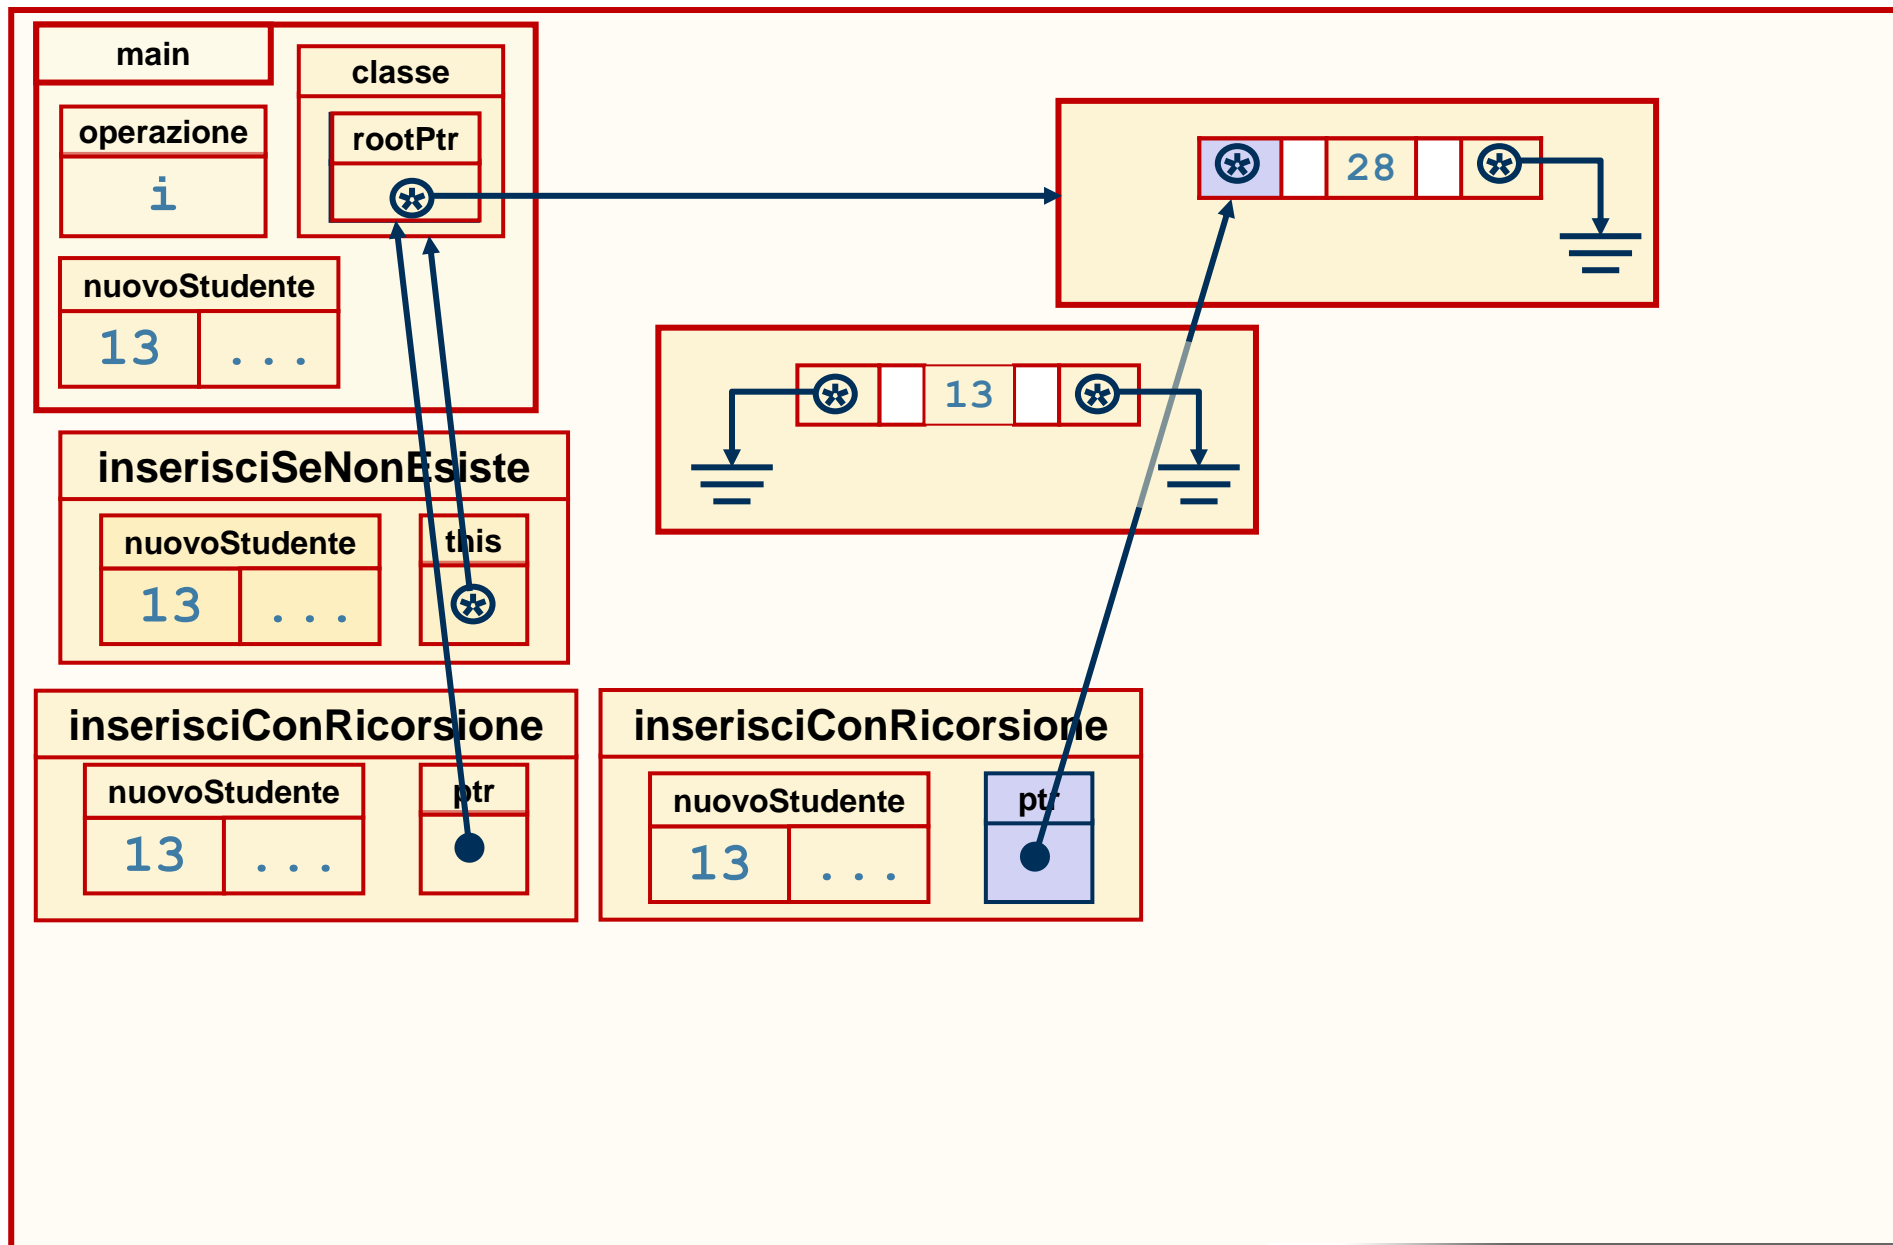 main
classe
operazione
rootPtr
i
28
nuovoStudente
13 ...
13
inserisciSeNonEsiste
nuovoStudente this
13 ...
inserisciConRicorsione
nuovoStudente ptr
13 ...
inserisciConRicorsione
nuovoStudente ptr
13 ...